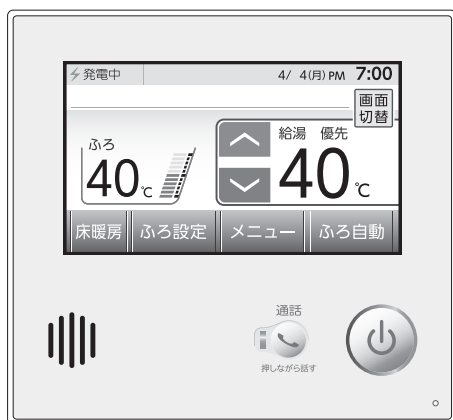 発電中 4/ 4(月) PM 7:00
画面
切替
ふろ
40℃
給湯 優先
40℃
床暖房 ふろ設定 メニュー ふろ自動
通話
押しながら話す